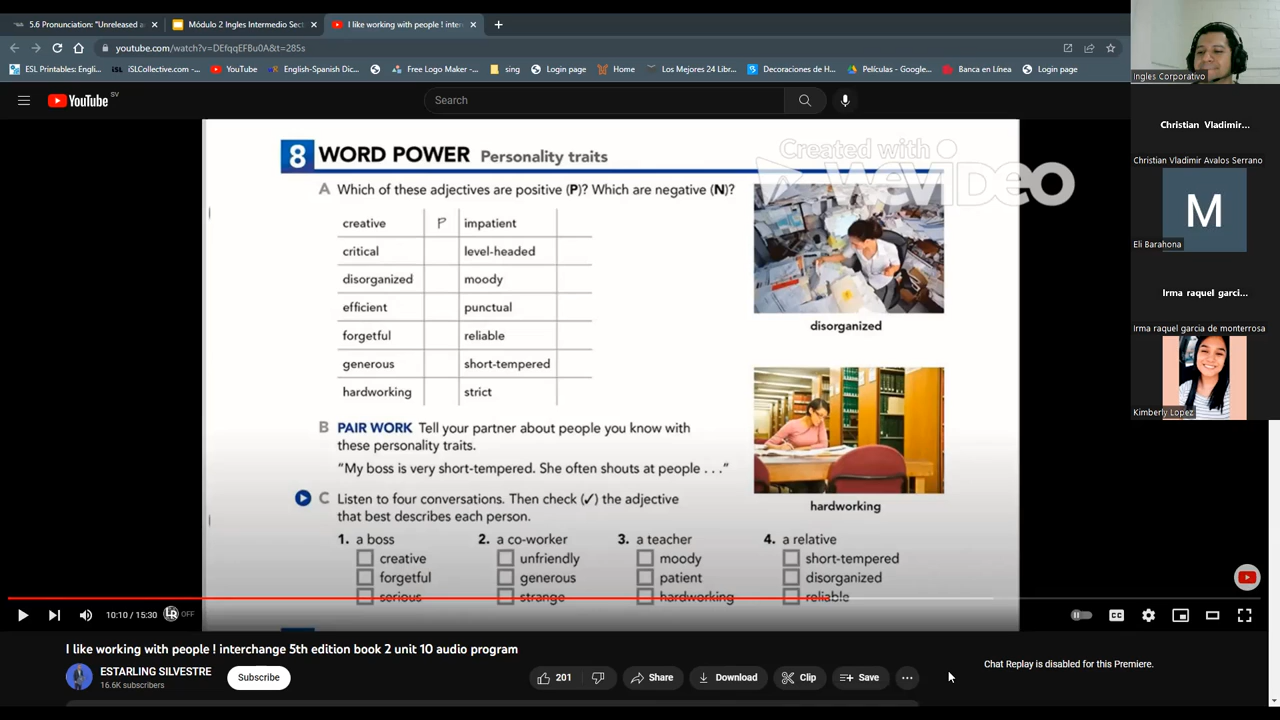 5.6 Pronunciation: "Unreleased a
Módulo 2 Ingles Intermedio Sect
I like working with people ! inter
youtube.com/watch?v=DEfqqEFBu0A&t=285s
ESL Printables: Engli...
iSLCollective.com -...
YouTube
English-Spanish Dic...
Free Logo Maker -...
sing
Login page
Home
Los Mejores 24 Libr...
Decoraciones de H...
Películas - Google...
Banca en Línea
Login page
YouTube SV
Search
Created with
WEVIDEO
8 WORD POWER Personality traits
A Which of these adjectives are positive (P)? Which are negative (N)?
creative P impatient
critical level-headed
disorganized moody
efficient punctual
forgetful reliable
generous short-tempered
hardworking strict
disorganized
B PAIR WORK Tell your partner about people you know with
these personality traits.
"My boss is very short-tempered. She often shouts at people . . ."
C Listen to four conversations. Then check (✓) the adjective
that best describes each person.
hardworking
1. a boss 2. a co-worker 3. a teacher 4. a relative
creative unfriendly moody short-tempered
forgetful generous patient disorganized
serious strange hardworking reliable
10:10 / 15:30
OFF
CC
I like working with people ! interchange 5th edition book 2 unit 10 audio program
ESTARLING SILVESTRE
16.6K subscribers
Subscribe
201
Share
Download
Clip
Save
Chat Replay is disabled for this Premiere.
Ingles Corporativo
Christian Vladimir...
Christian Vladimir Avalos Serrano
M
Eli Barahona
Irma raquel garci...
Irma raquel garcia de monterrosa
Kimberly Lopez